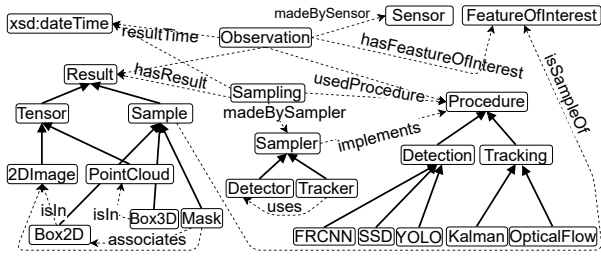 xsd:dateTime
madeBySensor
Sensor
FeatureOfInterest
resultTime
Observation
hasFeastureOfInterest
isSampleOf
Result
hasResult
Sampling
usedProcedure
Procedure
Tensor
Sample
madeBySampler
Sampler
implements
Detection
Tracking
2DImage
PointCloud
Detector
Tracker
isIn
isIn
Box3D
Mask
uses
Box2D
associates
FRCNN
SSD
YOLO
Kalman
OpticalFlow